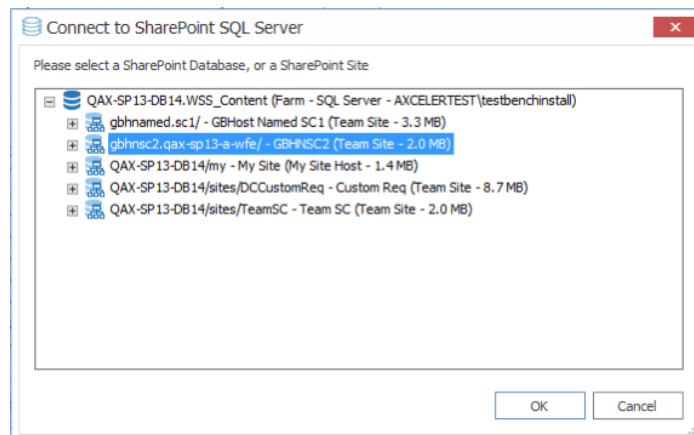 Connect to SharePoint SQL Server
Please select a SharePoint Database, or a SharePoint Site
QAX-SP13-DB14.WSS_Content (Farm - SQL Server - AXCELERTEST\testbenchinstall)
gbhnamed.sc1/ - GBHost Named SC1 (Team Site - 3.3 MB)
gbhnsc2.qax-sp13-a-wfe/ - GBHNSC2 (Team Site - 2.0 MB)
QAX-SP13-DB14/my - My Site (My Site Host - 1.4 MB)
QAX-SP13-DB14/sites/DCCustomReq - Custom Req (Team Site - 8.7 MB)
QAX-SP13-DB14/sites/TeamSC - Team SC (Team Site - 2.0 MB)
OK Cancel